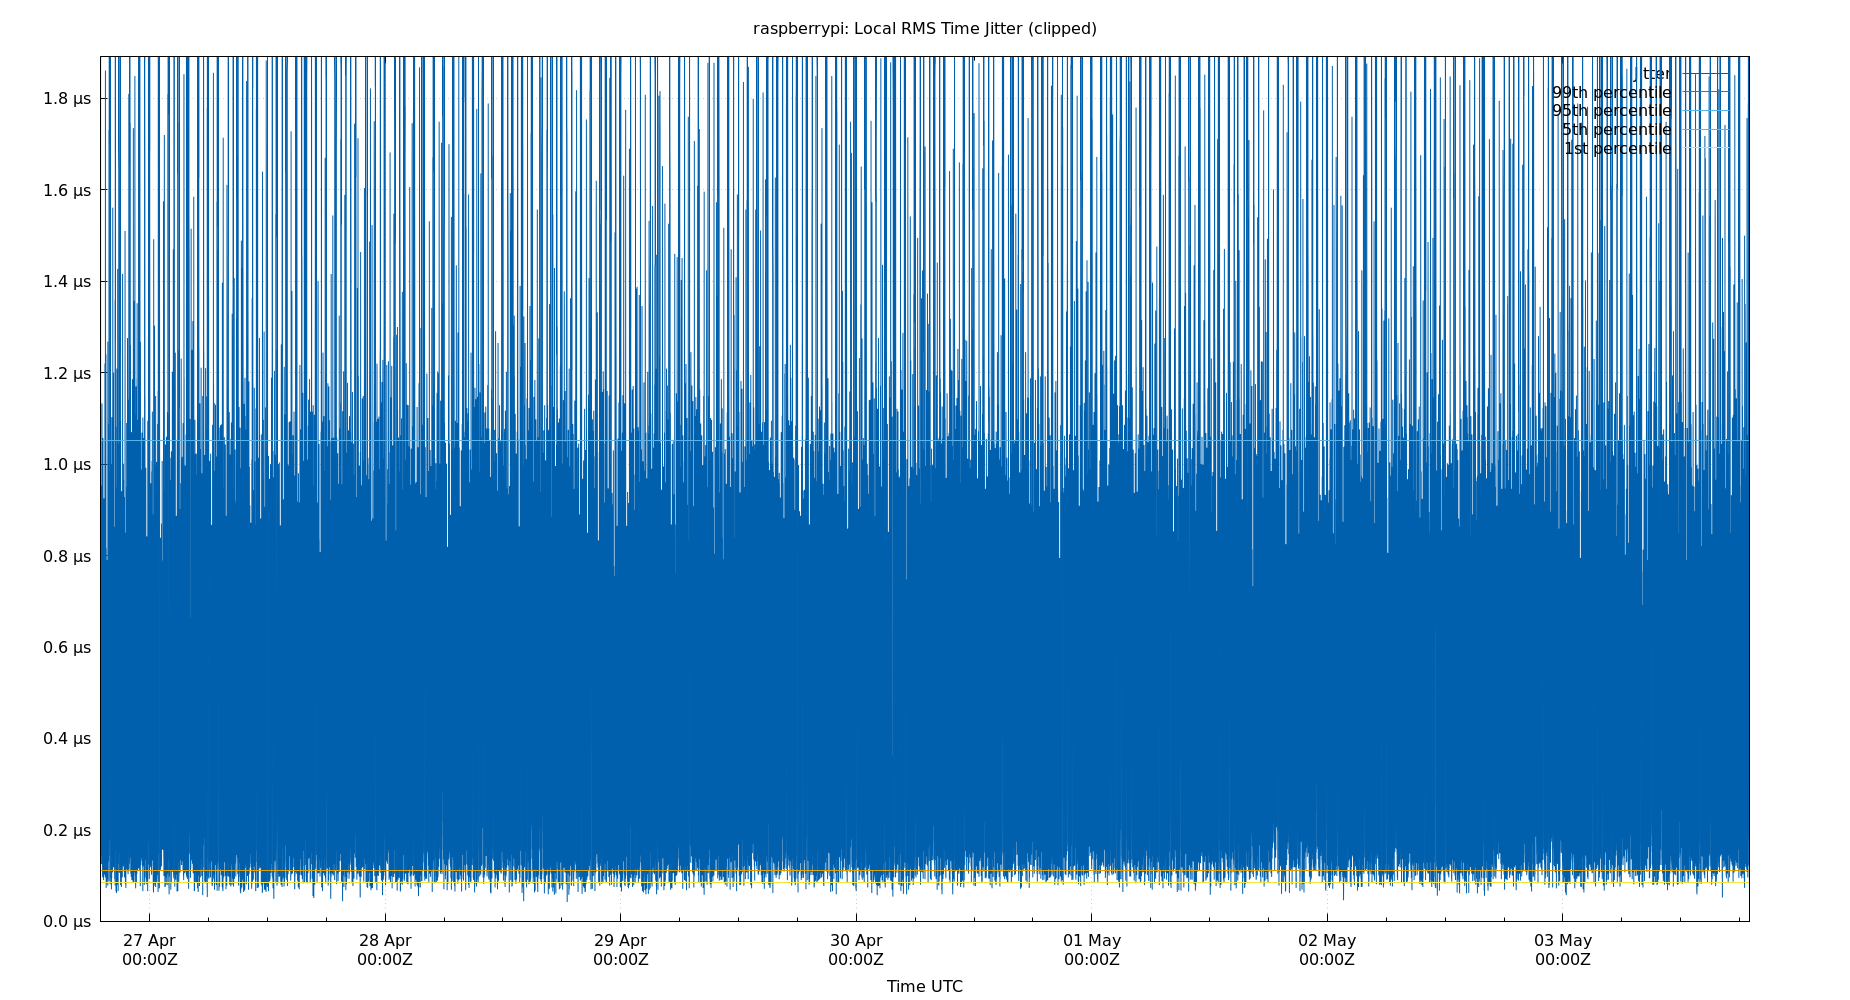 raspberrypi: Local RMS Time Jitter (clipped)
jitter
99th percentile
95th percentile
5th percentile
1st percentile
1.8 µs
1.6 µs
1.4 µs
1.2 µs
1.0 µs
0.8 µs
0.6 µs
0.4 µs
0.2 µs
0.0 µs
27 Apr 28 Apr 29 Apr 30 Apr 01 May 02 May 03 May
00:00Z 00:00Z 00:00Z 00:00Z 00:00Z 00:00Z 00:00Z
Time UTC